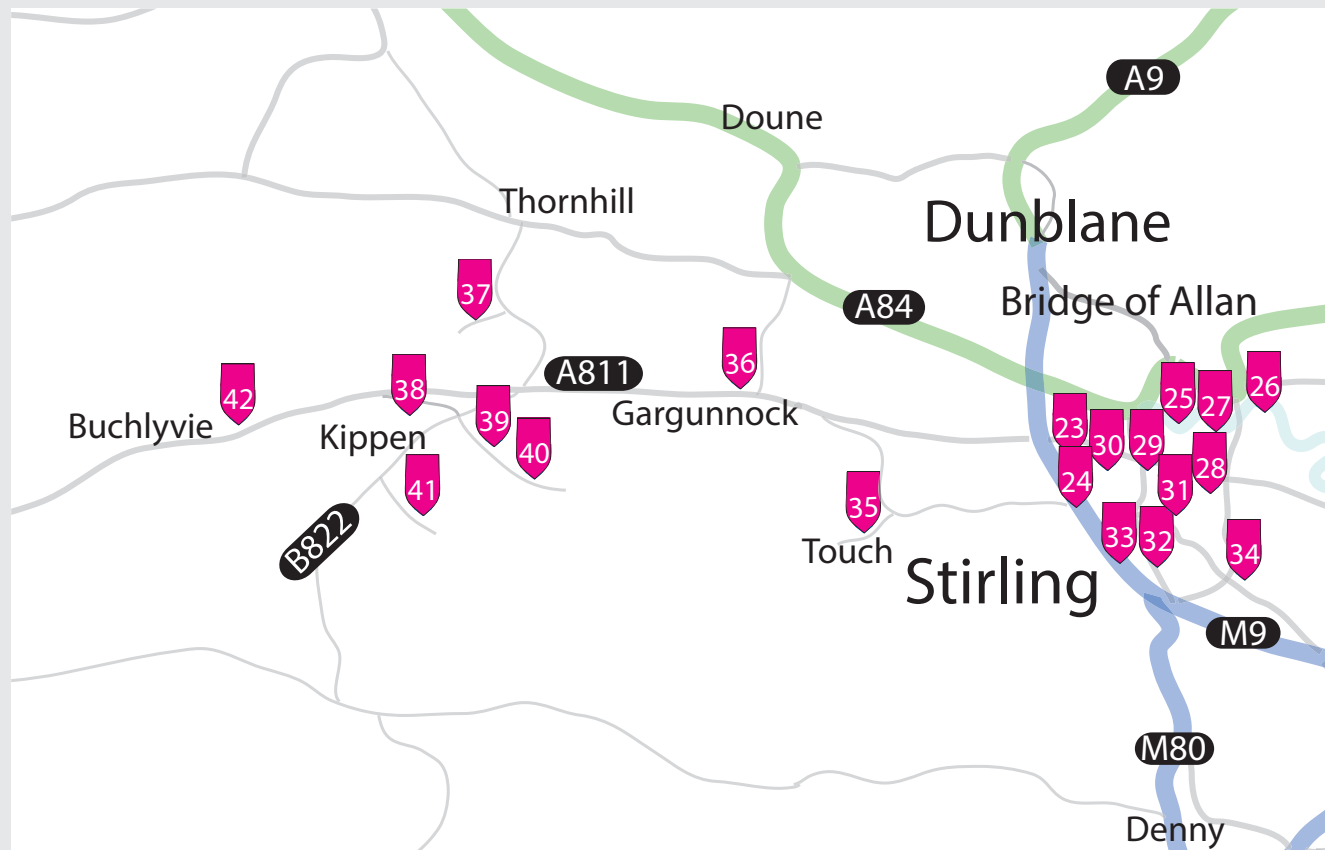 A9
Doune
Thornhill
Dunblane
37
A84
Bridge of Allan
36
A811
38
42
25
26
27
39
Gargunnock
23
Buchlyvie
Kippen
30
29
40
28
41
24
31
35
B822
Touch
33
32
34
Stirling
M9
M80
Denny